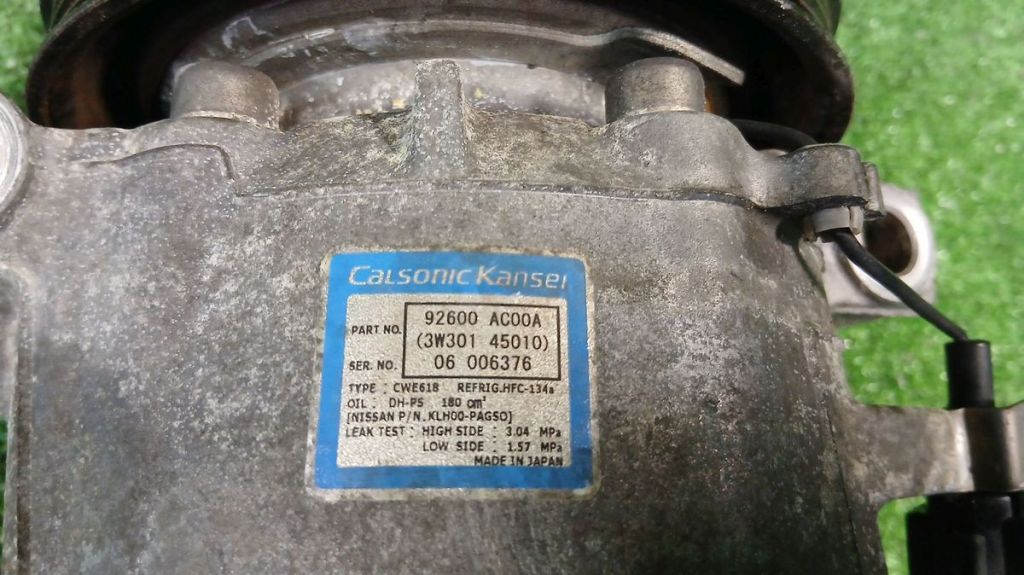 CALSONIC KANSEI
PART NO. 92600 AC00A
(3W301 45010)
SER. NO. 06 006376
TYPE : CWE618 REFRIG.HFC-134a
OIL : DH-PS 180 cm³
[NISSAN P/N. KLH00-PAGSO]
LEAK TEST : HIGH SIDE : 3.04 MPa
LOW SIDE : 1.57 MPa
MADE IN JAPAN